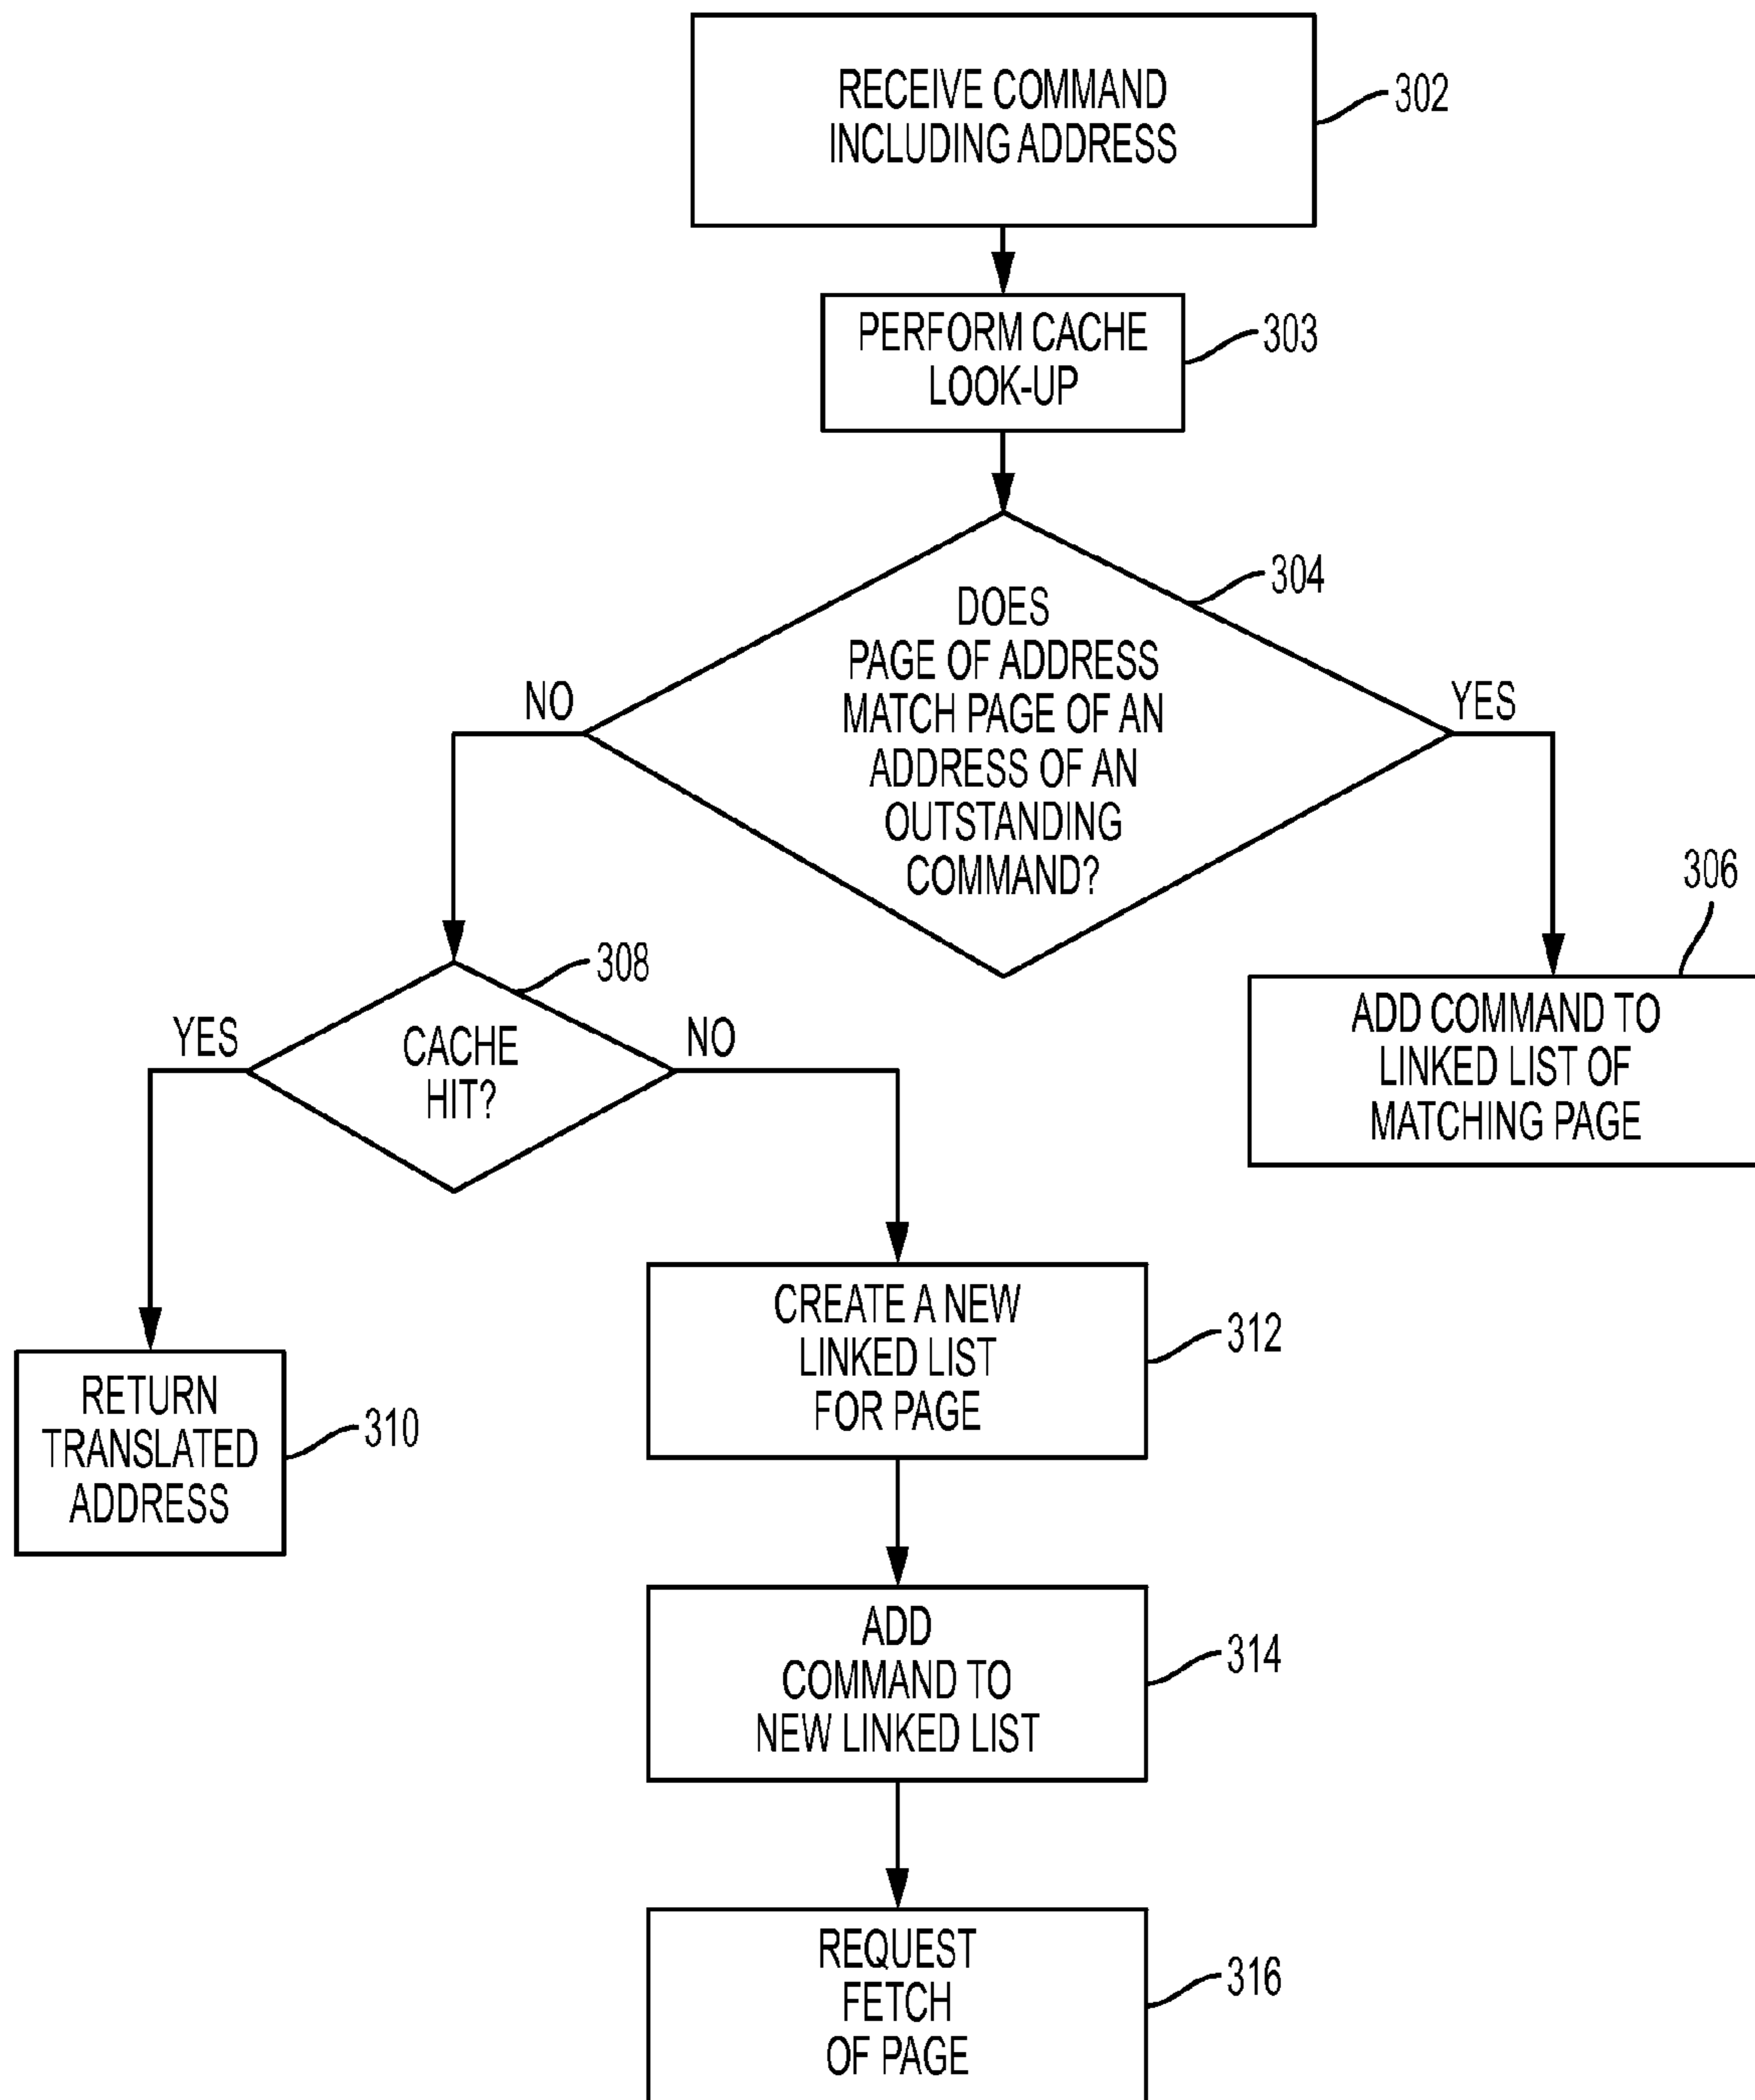 RECEIVE COMMAND
INCLUDING ADDRESS
302
PERFORM CACHE
LOOK-UP
303
DOES
PAGE OF ADDRESS
MATCH PAGE OF AN
ADDRESS OF AN
OUTSTANDING
COMMAND?
304
NO
YES
306
ADD COMMAND TO
LINKED LIST OF
MATCHING PAGE
308
CACHE
HIT?
YES
NO
RETURN
TRANSLATED
ADDRESS
310
CREATE A NEW
LINKED LIST
FOR PAGE
312
ADD
COMMAND TO
NEW LINKED LIST
314
REQUEST
FETCH
OF PAGE
316